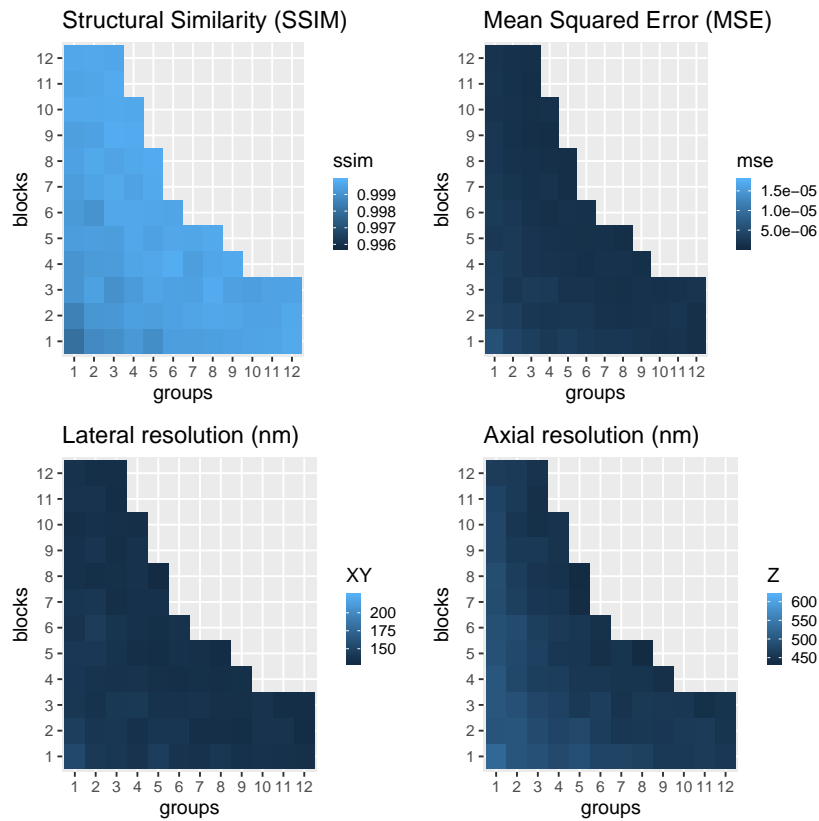 Structural Similarity (SSIM)
12
11
10
9
8
7
6
5
4
3
2
1
blocks
1 2 3 4 5 6 7 8 9 10 11 12
groups
ssim
0.999
0.998
0.997
0.996
Mean Squared Error (MSE)
12
11
10
9
8
7
6
5
4
3
2
1
blocks
1 2 3 4 5 6 7 8 9 10 11 12
groups
mse
1.5e−05
1.0e−05
5.0e−06
Lateral resolution (nm)
12
11
10
9
8
7
6
5
4
3
2
1
blocks
1 2 3 4 5 6 7 8 9 10 11 12
groups
XY
200
175
150
Axial resolution (nm)
12
11
10
9
8
7
6
5
4
3
2
1
blocks
1 2 3 4 5 6 7 8 9 10 11 12
groups
Z
600
550
500
450